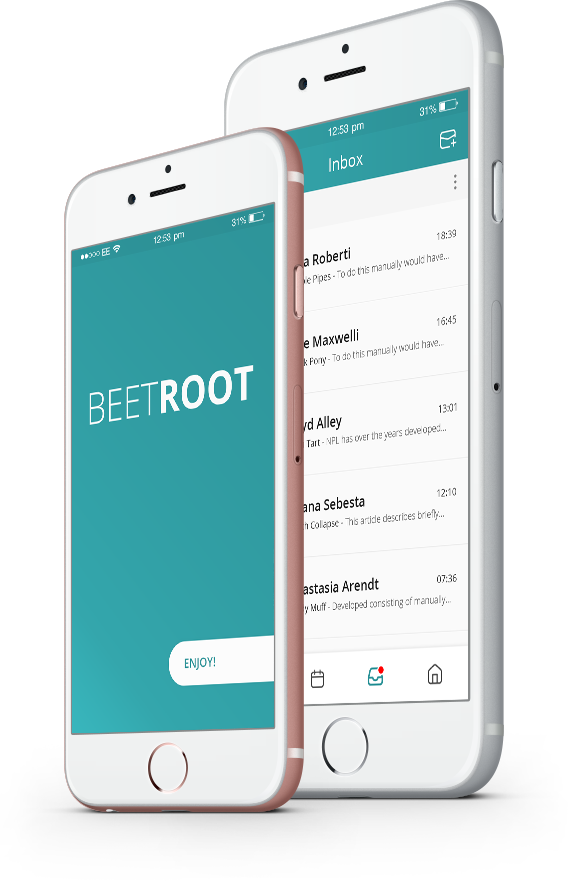 EE
12:53 pm
31%
BEETROOT
ENJOY!
12:53 pm
31%
Inbox
a Roberti
18:39
Pipes - To do this manually would have...
e Maxwelli
16:45
k Pony - To do this manually would have...
yd Alley
13:01
Tart - NPL has over the years developed...
ana Sebesta
12:10
h Collapse - This article describes briefly...
astasia Arendt
07:36
y Muff - Developed consisting of manually...